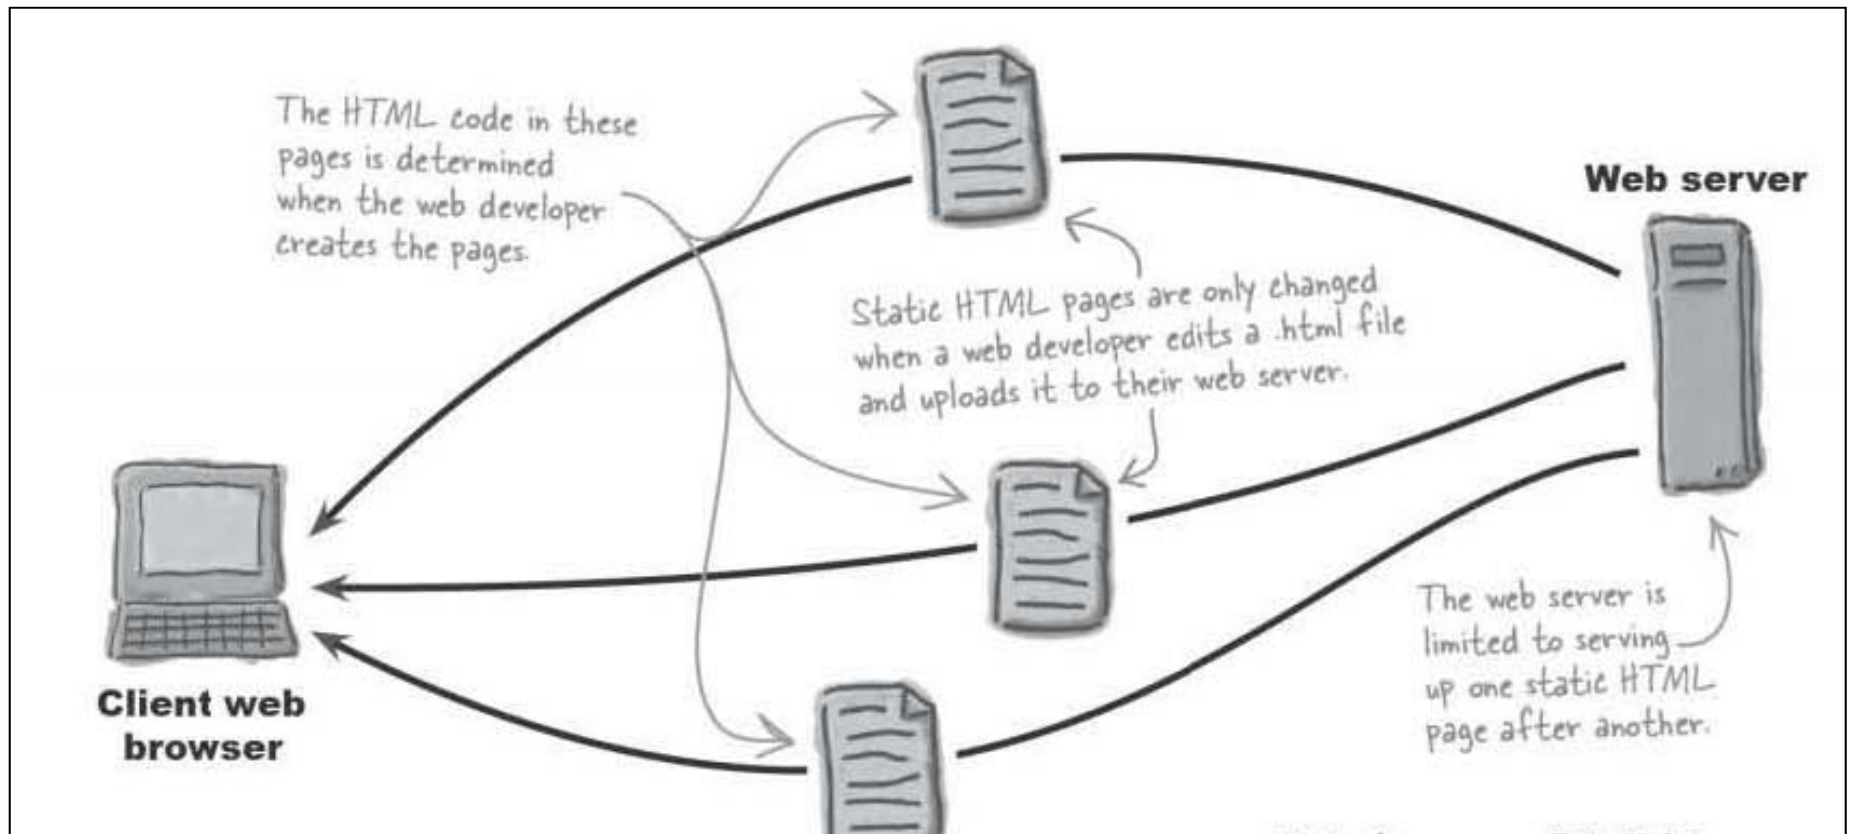 The HTML code in these
pages is determined
when the web developer
creates the pages.
Web server
Static HTML pages are only changed
when a web developer edits a .html file
and uploads it to their web server.
The web server is
limited to serving
up one static HTML
page after another.
Client web
browser